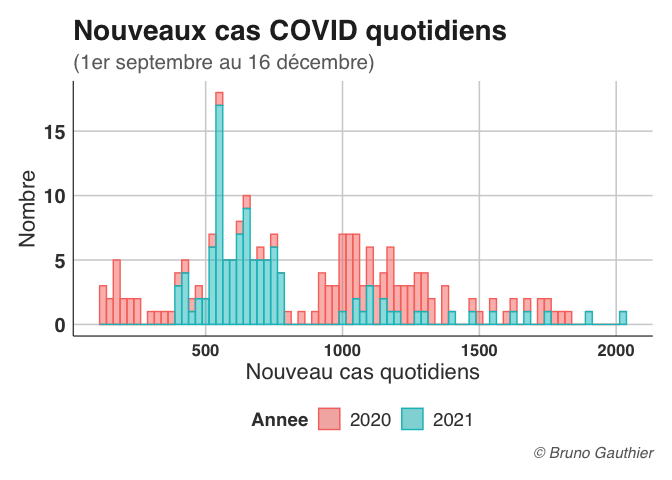 Nouveaux cas COVID quotidiens
(1er septembre au 16 décembre)
Nombre
15
10
5
0
500 1000 1500 2000
Nouveau cas quotidiens
Annee 2020 2021
© Bruno Gauthier